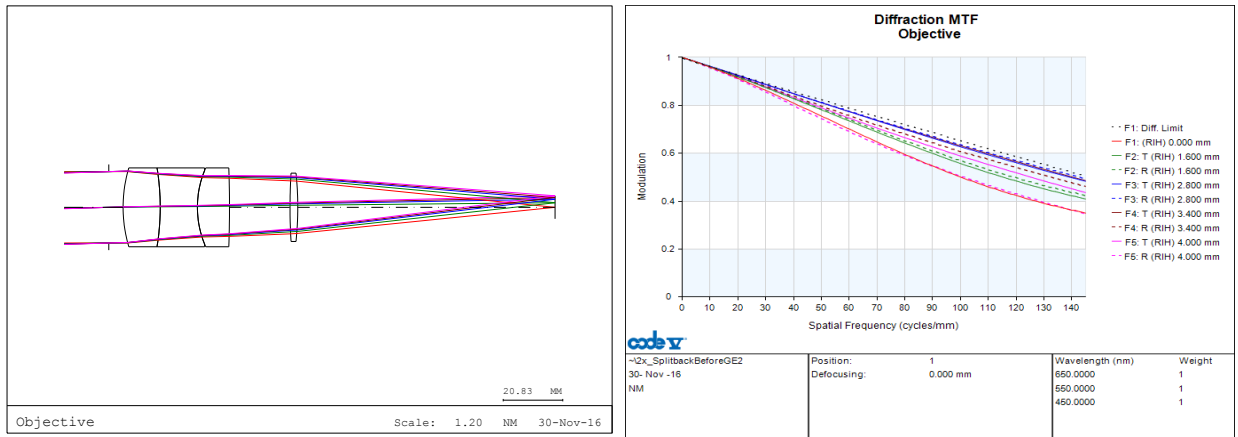 20.83 MM
Objective
Scale: 1.20 NM 30-Nov-16
Diffraction MTF
Objective
1
0.8
0.6
0.4
0.2
0
Modulation
0 10 20 30 40 50 60 70 80 90 100 110 120 130 140
Spatial Frequency (cycles/mm)
F1: Diff. Limit
F1: (RIH) 0.000 mm
F2: T (RIH) 1.600 mm
F2: R (RIH) 1.600 mm
F3: T (RIH) 2.800 mm
F3: R (RIH) 2.800 mm
F4: T (RIH) 3.400 mm
F4: R (RIH) 3.400 mm
F5: T (RIH) 4.000 mm
F5: R (RIH) 4.000 mm
code V
~\2x_SplitbackBeforeGE2
30- Nov -16
NM
Position: 1
Defocusing: 0.000 mm
Wavelength (nm) Weight
650.0000 1
550.0000 1
450.0000 1